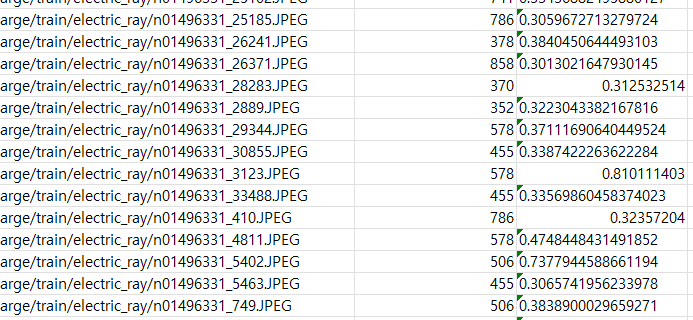 arge/train/electric_ray/n01496331_25185.JPEG 786 0.3059672713279724
arge/train/electric_ray/n01496331_26241.JPEG 378 0.3840450644493103
arge/train/electric_ray/n01496331_26371.JPEG 858 0.3013021647930145
arge/train/electric_ray/n01496331_28283.JPEG 370 0.312532514
arge/train/electric_ray/n01496331_2889.JPEG 352 0.3223043382167816
arge/train/electric_ray/n01496331_29344.JPEG 578 0.37111690640449524
arge/train/electric_ray/n01496331_30855.JPEG 455 0.3387422263622284
arge/train/electric_ray/n01496331_3123.JPEG 578 0.810111403
arge/train/electric_ray/n01496331_33488.JPEG 455 0.33569860458374023
arge/train/electric_ray/n01496331_410.JPEG 786 0.32357204
arge/train/electric_ray/n01496331_4811.JPEG 578 0.4748448431491852
arge/train/electric_ray/n01496331_5402.JPEG 506 0.7377944588661194
arge/train/electric_ray/n01496331_5463.JPEG 455 0.3065741956233978
arge/train/electric_ray/n01496331_749.JPEG 506 0.3838900029659271